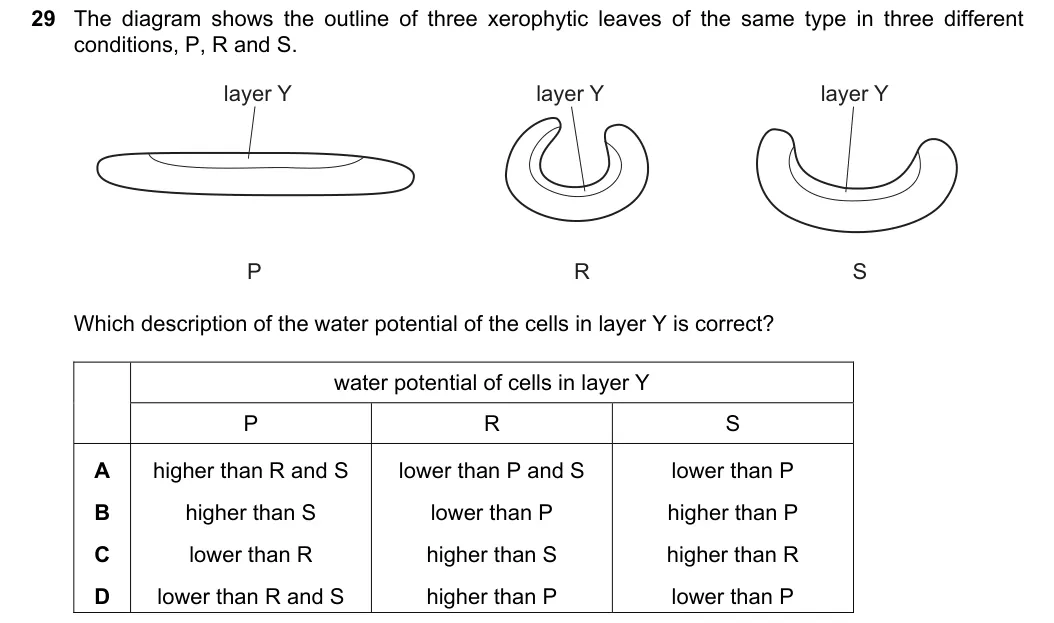 29 The diagram shows the outline of three xerophytic leaves of the same type in three different
conditions, P, R and S.
layer Y layer Y layer Y
P R S
Which description of the water potential of the cells in layer Y is correct?
water potential of cells in layer Y
P R S
A higher than R and S lower than P and S lower than P
B higher than S lower than P higher than P
C lower than R higher than S higher than R
D lower than R and S higher than P lower than P